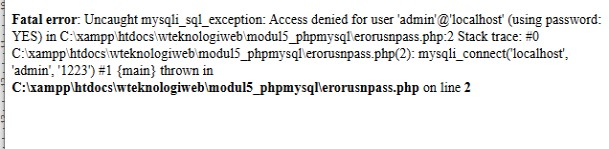 Fatal error: Uncaught mysqli_sql_exception: Access denied for user 'admin'@'localhost' (using password:
YES) in C:\xampp\htdocs\wteknologiweb\modul5_phpmysql\erorusnpass.php:2 Stack trace: #0
C:\xampp\htdocs\wteknologiweb\modul5_phpmysql\erorusnpass.php(2): mysqli_connect('localhost',
'admin', '1223') #1 {main} thrown in
C:\xampp\htdocs\wteknologiweb\modul5_phpmysql\erorusnpass.php on line 2